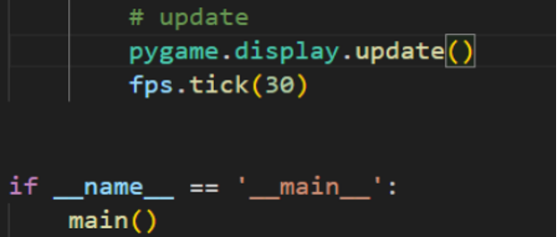 # update
pygame.display.update()
fps.tick(30)
if __name__ == '__main__':
main()